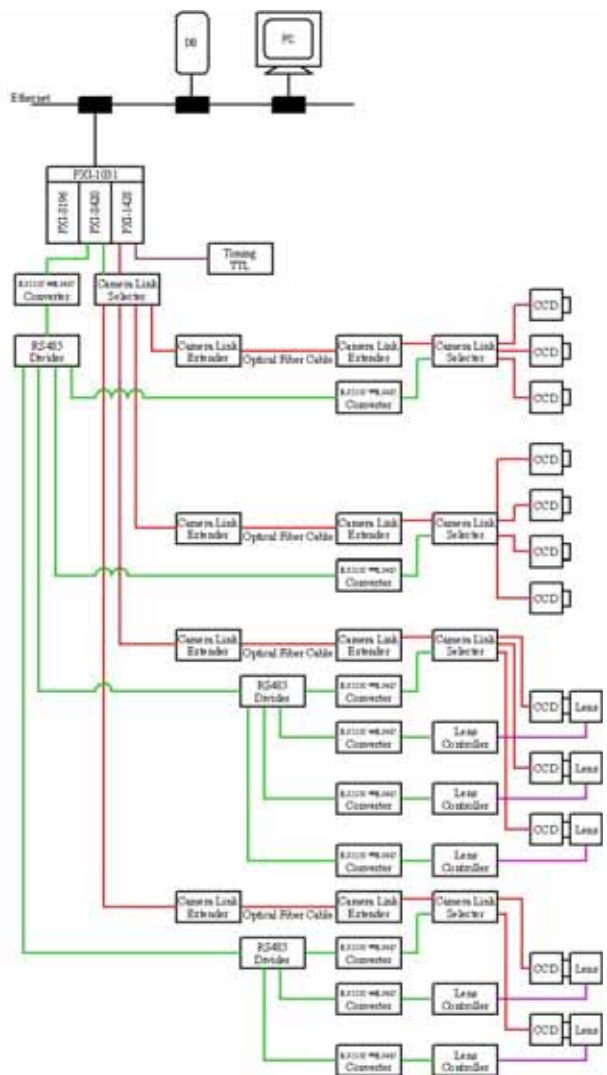 DB
PC
Ethernet
PXI-1031
PXI-8196
PXI-8420
PXI-1428
Timing
TTL
Converter
Camera Link
Selector
RS485
Divider
Camera Link
Extender
Optical Fiber Cable
Camera Link
Extender
Camera Link
Selector
CCD
CCD
CCD
Converter
Camera Link
Extender
Optical Fiber Cable
Camera Link
Extender
Camera Link
Selector
CCD
CCD
CCD
CCD
Converter
Camera Link
Extender
Optical Fiber Cable
Camera Link
Extender
Camera Link
Selector
RS485
Divider
Converter
CCD
Lens
Converter
Lens
Controller
CCD
Lens
Converter
Lens
Controller
CCD
Lens
Converter
Lens
Controller
Camera Link
Extender
Optical Fiber Cable
Camera Link
Extender
Camera Link
Selector
RS485
Divider
Converter
CCD
Lens
Converter
Lens
Controller
CCD
Lens
Converter
Lens
Controller